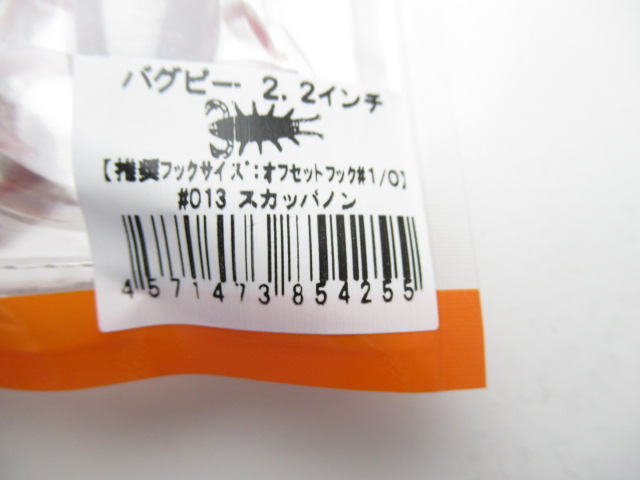 バグピー 2.2インチ
【推奨フックサイズ:オフセットフック#1/0】
#013 スカッパノン
4571473854255